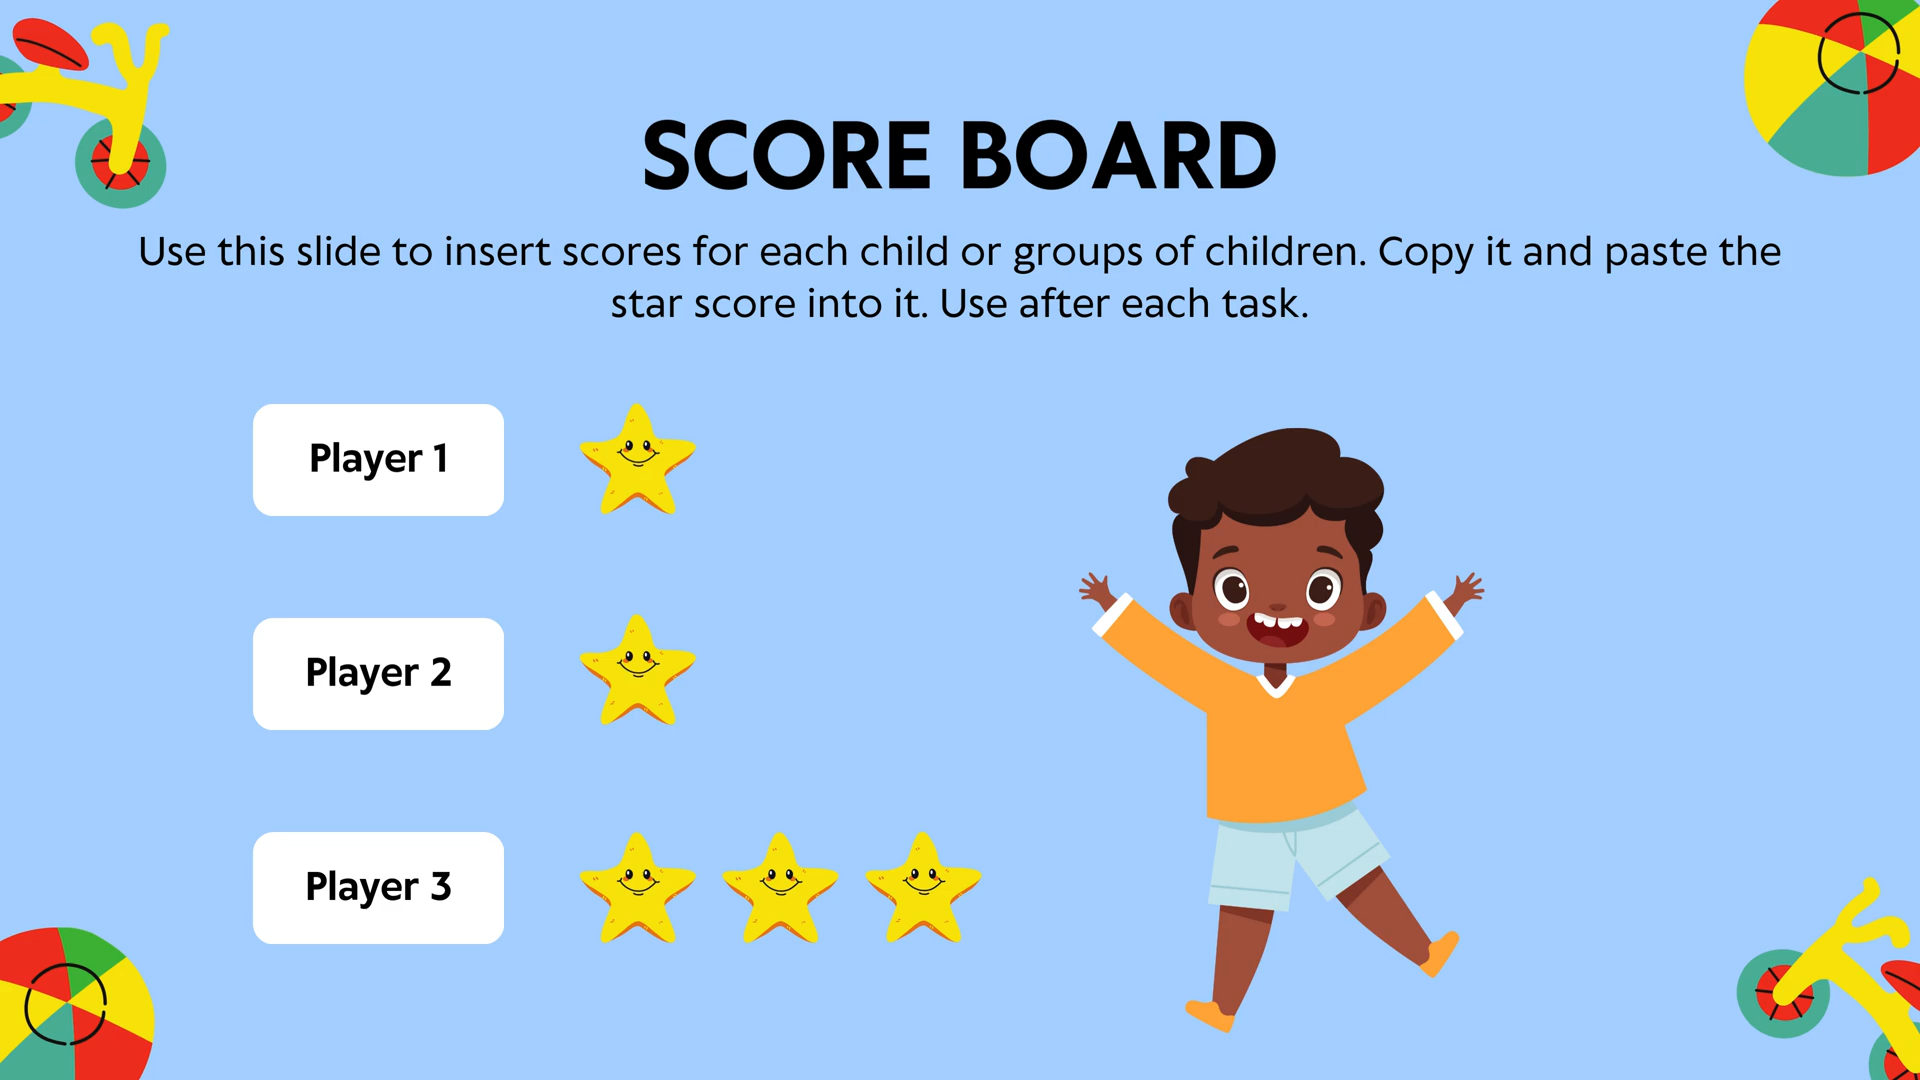 SCORE BOARD
Use this slide to insert scores for each child or groups of children. Copy it and paste the
star score into it. Use after each task.
Player 1
Player 2
Player 3